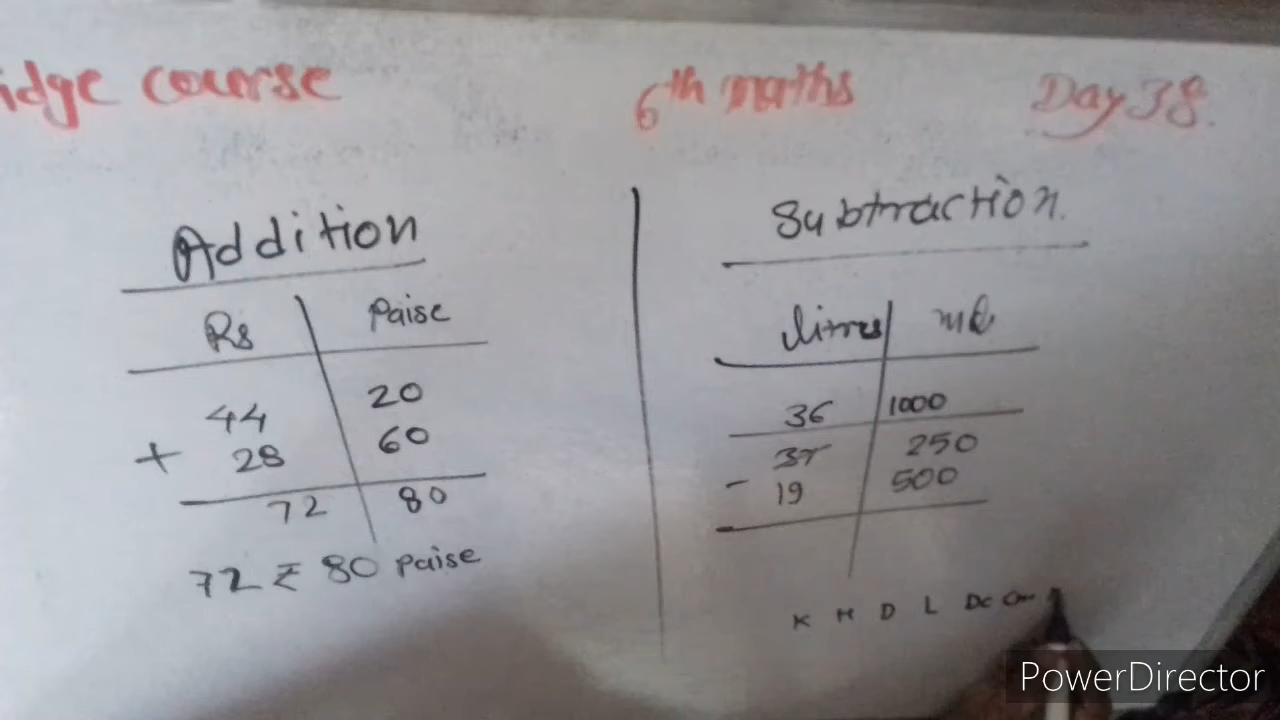 idge course 6th maths Day 38.
Addition
Rs Paise
44 20
+ 28 60
72 80
72 ₹ 80 Paise
Subtraction.
litres ml
36 1000
37 250
- 19 500
K H D L Dc
PowerDirector